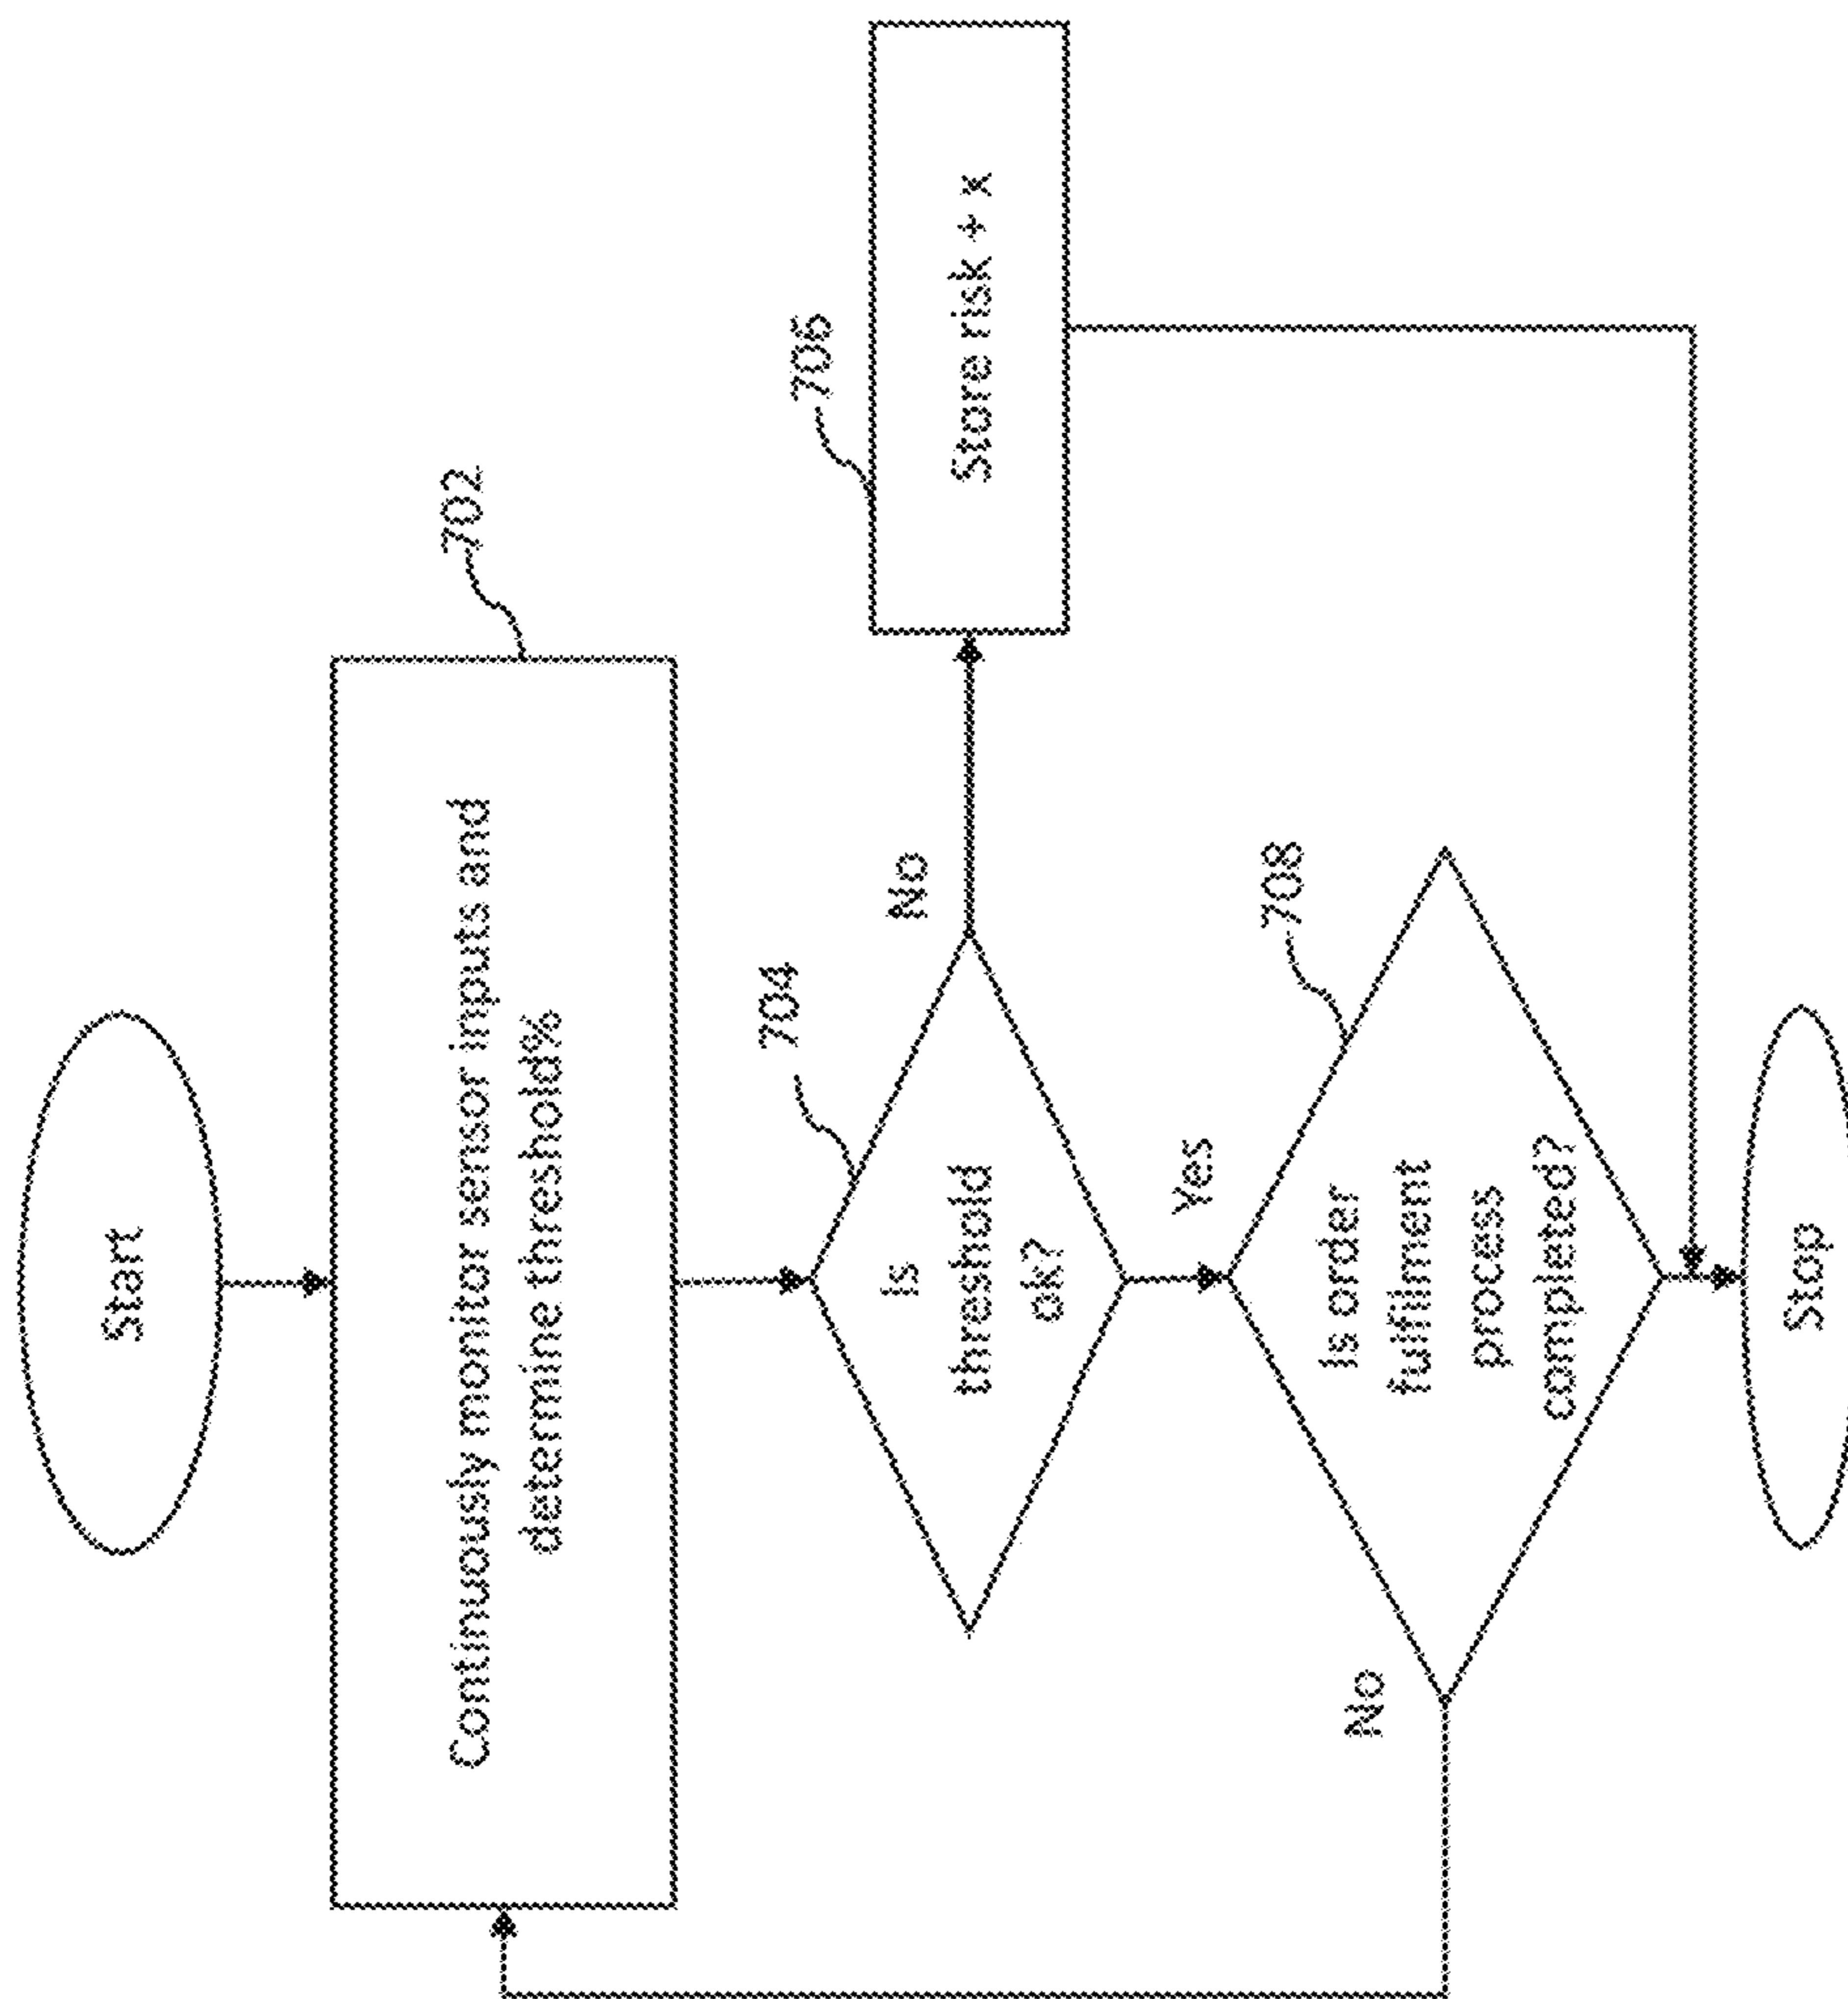 Start
702
Continuously monitor sensor inputs and
determine threshold%
704
Is
threshold
ok?
No
706
Store risk + x
Yes
708
Is order
fulfilment
process
completed?
No
Stop